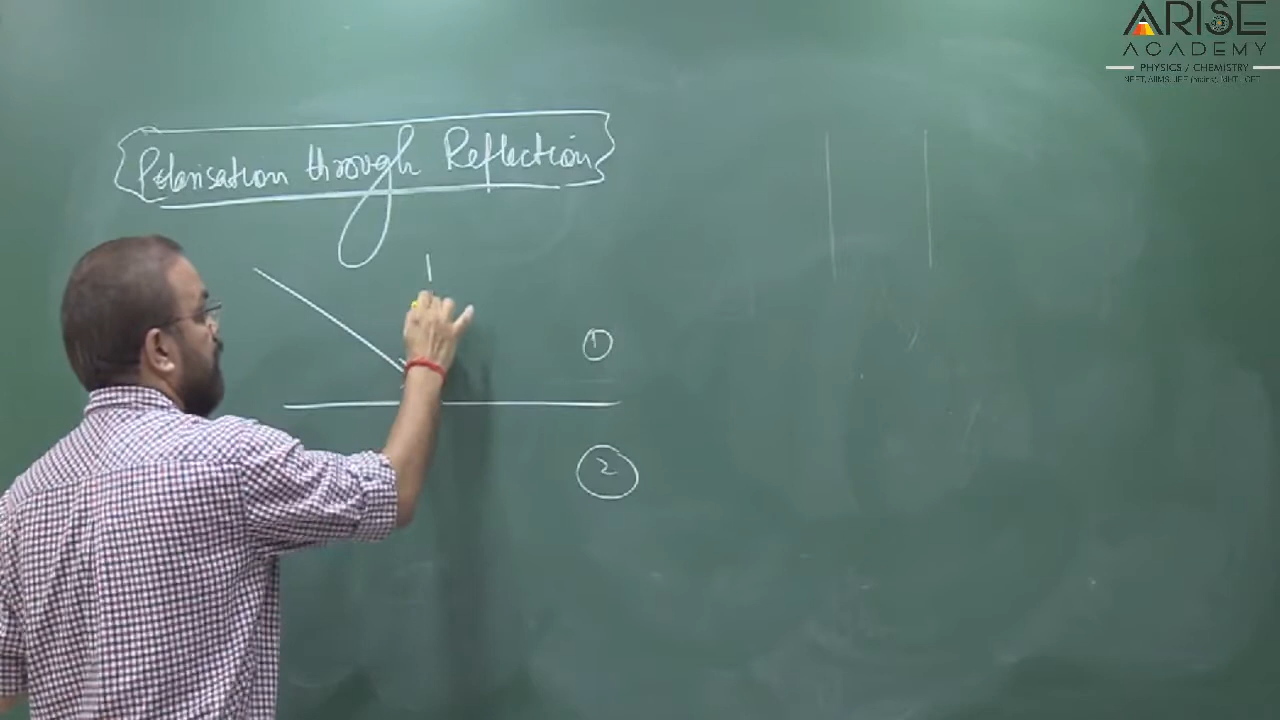 ARISE
ACADEMY
PHYSICS / CHEMISTRY
Polarisation through Reflection
1
2